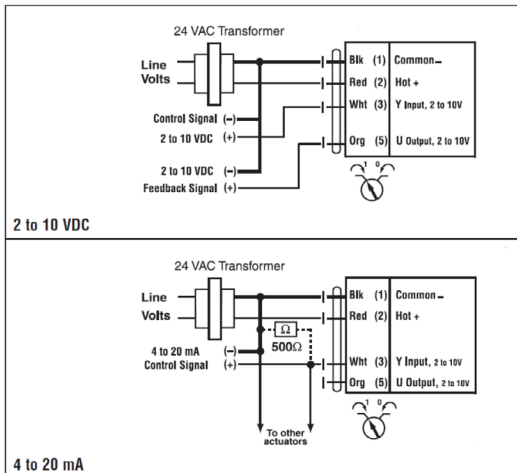 24 VAC Transformer
Line
Volts
Blk (1) Common–
Red (2) Hot +
Wht (3) Y Input, 2 to 10V
Control Signal (–)
2 to 10 VDC (+)
Org (5) U Output, 2 to 10V
2 to 10 VDC (–)
Feedback Signal (+)
1 0
2 to 10 VDC
24 VAC Transformer
Line
Volts
Blk (1) Common–
Red (2) Hot +
Ω
500Ω
4 to 20 mA (–)
Control Signal (+)
Wht (3) Y Input, 2 to 10V
Org (5) U Output, 2 to 10V
1 0
To other
actuators
4 to 20 mA